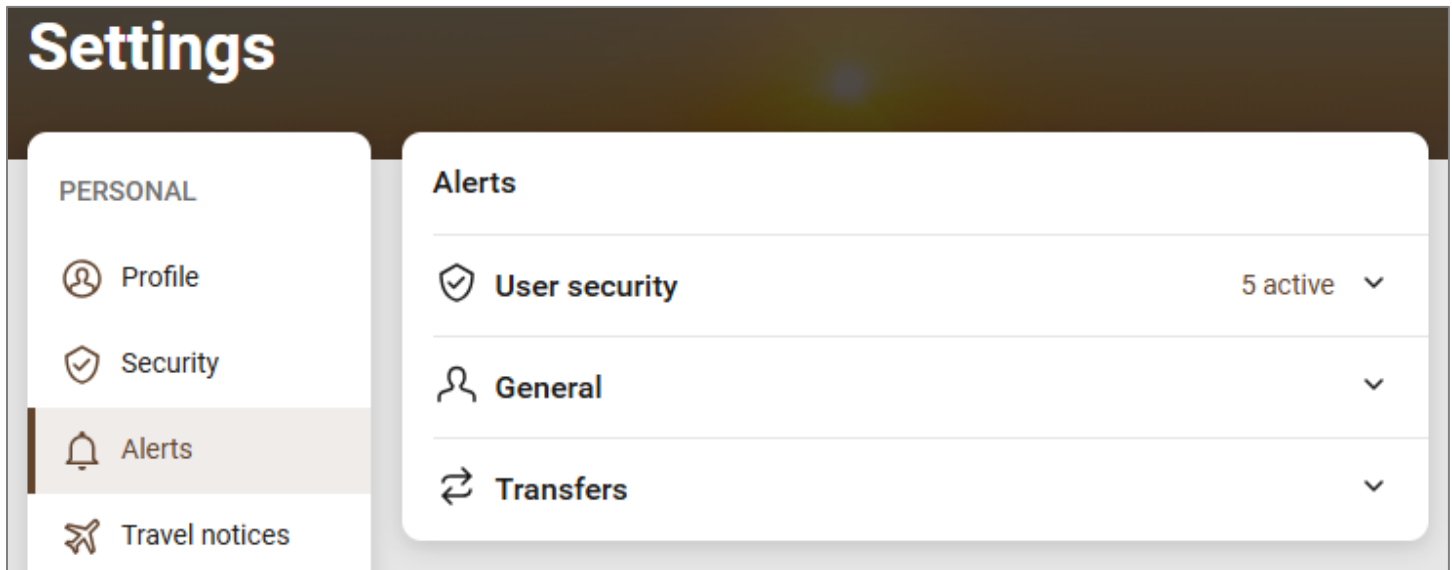 Settings
PERSONAL
Profile
Security
Alerts
Travel notices
Alerts
User security 5 active
General
Transfers